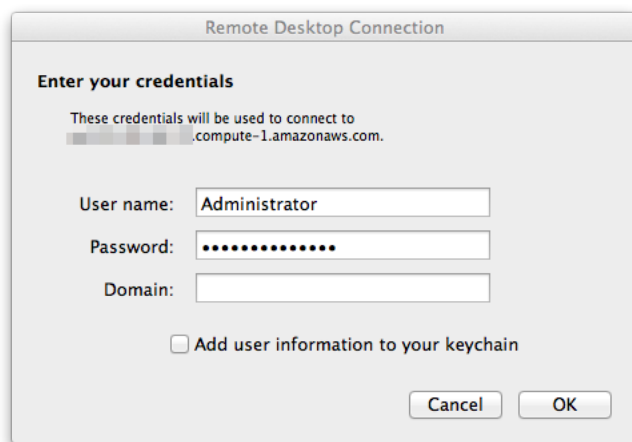 Remote Desktop Connection
Enter your credentials
These credentials will be used to connect to
.compute-1.amazonaws.com.
User name: Administrator
Password: ••••••••••••••
Domain:
Add user information to your keychain
Cancel OK